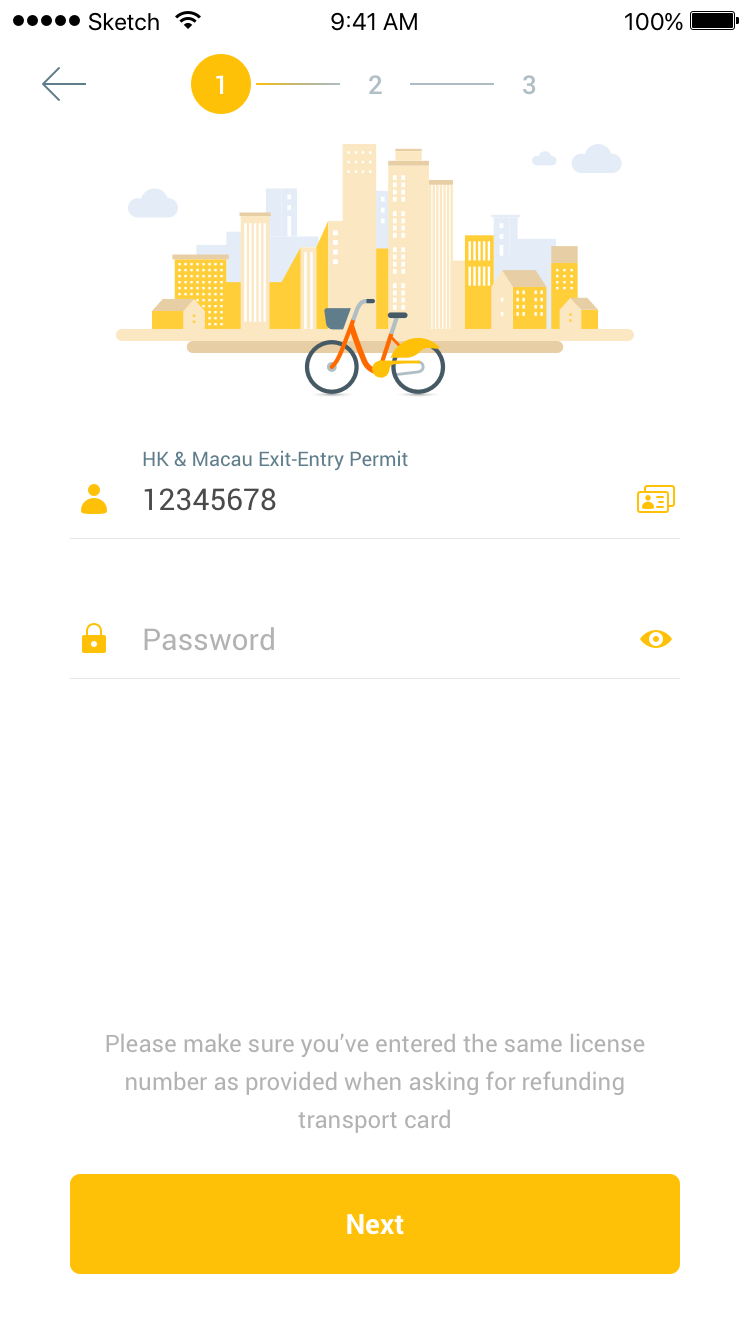 Sketch 9:41 AM 100%
1 2 3
HK & Macau Exit-Entry Permit
12345678
Password
Please make sure you’ve entered the same license
number as provided when asking for refunding
transport card
Next